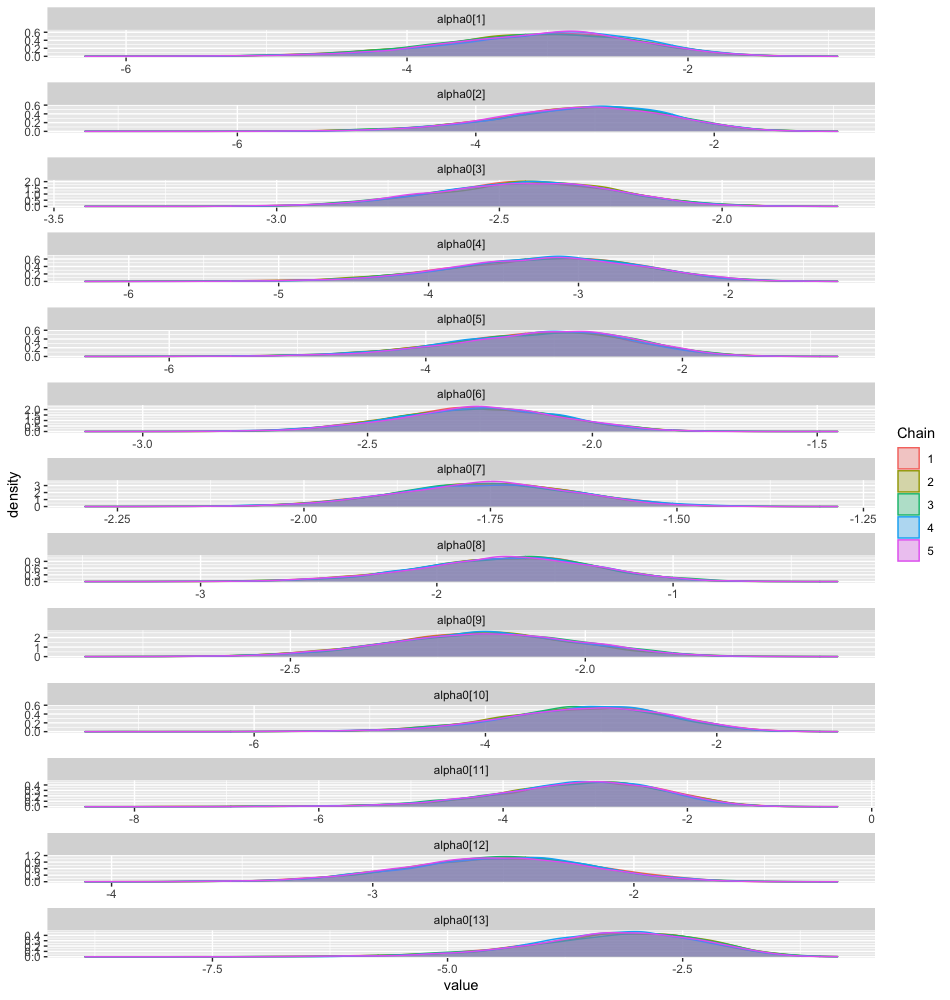 alpha0[1]
0.6
0.4
0.2
0.0
-6 -4 -2
alpha0[2]
0.6
0.4
0.2
0.0
-6 -4 -2
alpha0[3]
2.0
1.5
1.0
0.5
0.0
-3.5 -3.0 -2.5 -2.0
alpha0[4]
0.6
0.4
0.2
0.0
-6 -5 -4 -3 -2
alpha0[5]
0.6
0.4
0.2
0.0
-6 -4 -2
alpha0[6]
2.0
1.5
1.0
0.5
0.0
-3.0 -2.5 -2.0 -1.5
alpha0[7]
3
2
1
0
-2.25 -2.00 -1.75 -1.50 -1.25
alpha0[8]
0.9
0.6
0.3
0.0
-3 -2 -1
alpha0[9]
2
1
0
-2.5 -2.0
alpha0[10]
0.6
0.4
0.2
0.0
-6 -4 -2
alpha0[11]
0.4
0.3
0.2
0.1
0.0
-8 -6 -4 -2 0
alpha0[12]
1.2
0.9
0.6
0.3
0.0
-4 -3 -2
alpha0[13]
0.4
0.3
0.2
0.1
0.0
-7.5 -5.0 -2.5
value
density
Chain
1
2
3
4
5